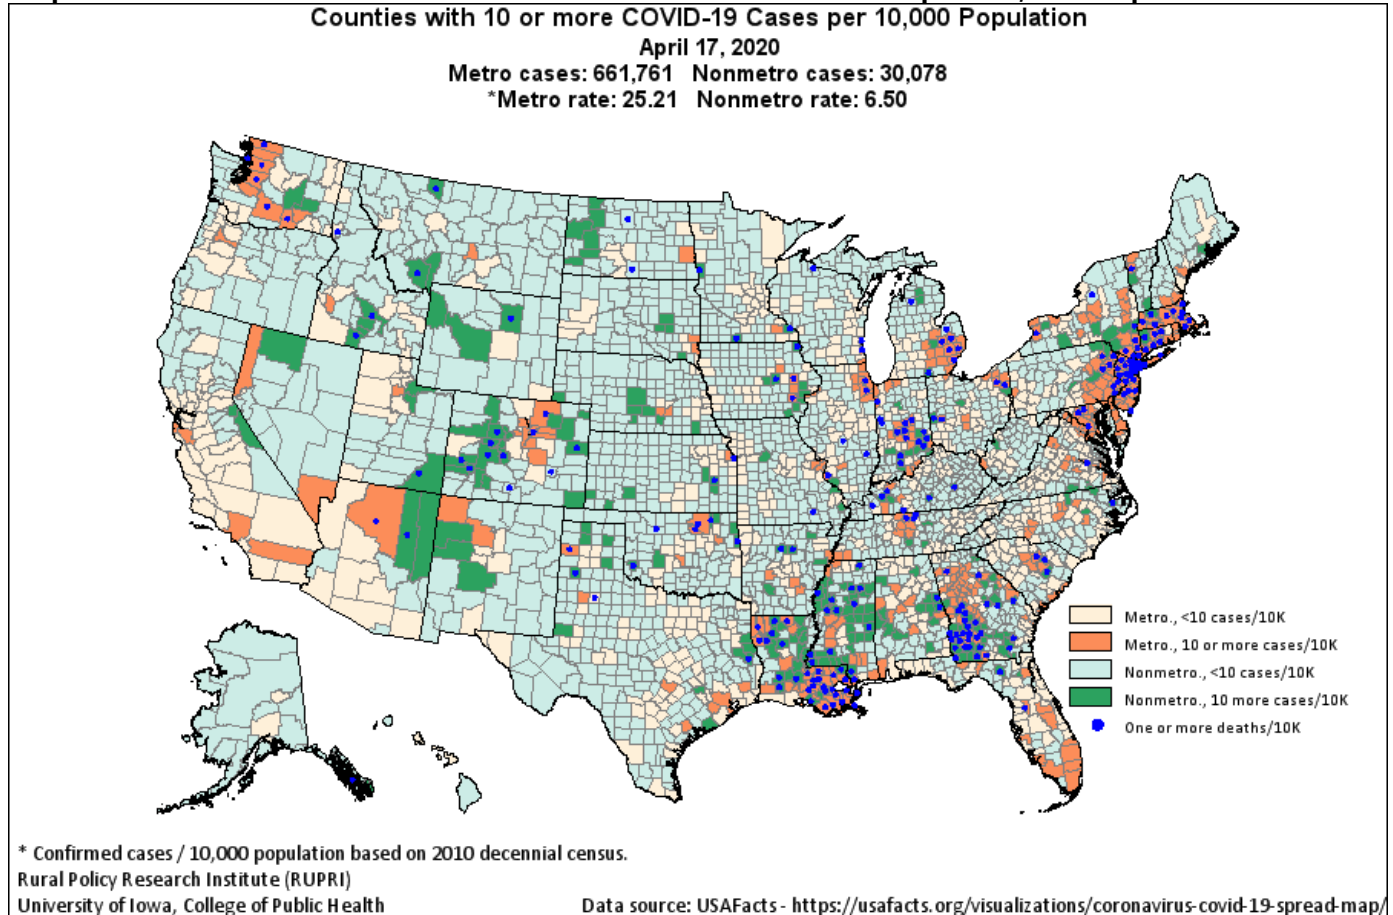 Counties with 10 or more COVID-19 Cases per 10,000 Population
April 17, 2020
Metro cases: 661,761 Nonmetro cases: 30,078
*Metro rate: 25.21 Nonmetro rate: 6.50
Metro., <10 cases/10K
Metro., 10 or more cases/10K
Nonmetro., <10 cases/10K
Nonmetro., 10 more cases/10K
One or more deaths/10K
* Confirmed cases / 10,000 population based on 2010 decennial census.
Rural Policy Research Institute (RUPRI)
University of Iowa, College of Public Health
Data source: USAFacts - https://usafacts.org/visualizations/coronavirus-covid-19-spread-map/